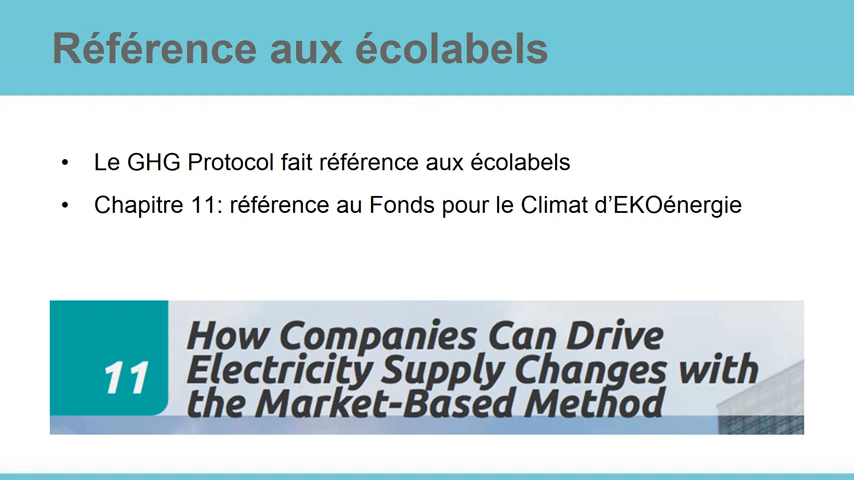 Référence aux écolabels
• Le GHG Protocol fait référence aux écolabels
• Chapitre 11: référence au Fonds pour le Climat d’EKOénergie
11
How Companies Can Drive
Electricity Supply Changes with
the Market-Based Method